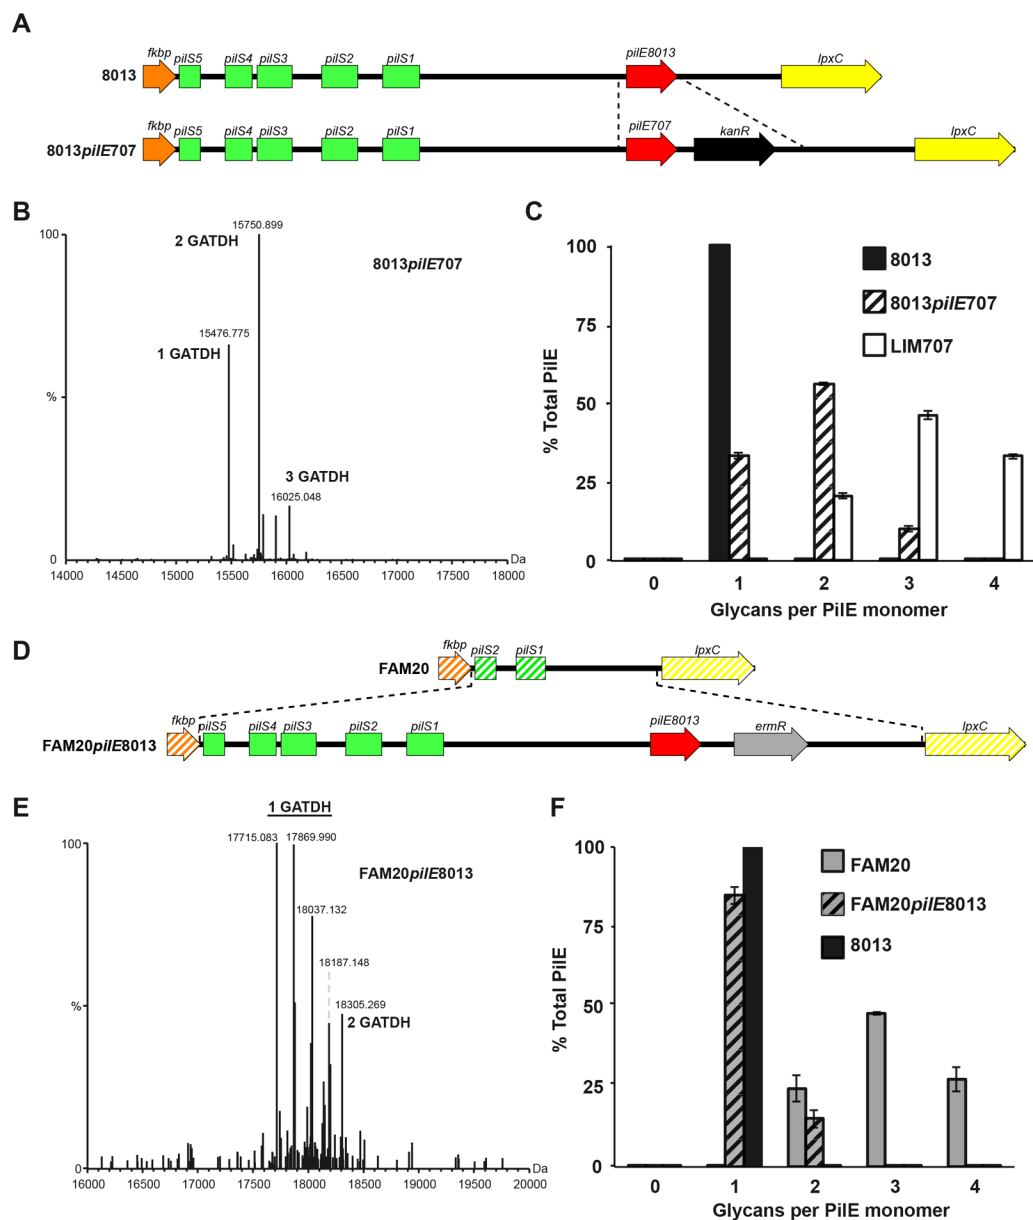 A
fkbp pilS5 pilS4 pilS3 pilS2 pilS1 pilE8013 lpxC
8013
fkbp pilS5 pilS4 pilS3 pilS2 pilS1 pilE707 kanR lpxC
8013pilE707
B
100
15750.899
2 GATDH
8013pilE707
15476.775
1 GATDH
%
3 GATDH
16025.048
0
Da
14000 14500 15000 15500 16000 16500 17000 17500 18000
C
100
8013
8013pilE707
75
LIM707
% Total PilE
50
25
0
0 1 2 3 4
Glycans per PilE monomer
D
fkbp pilS2 pilS1 lpxC
FAM20
fkbp pilS5 pilS4 pilS3 pilS2 pilS1 pilE8013 ermR lpxC
FAM20pilE8013
E
1 GATDH
100
17715.083 17869.990
FAM20pilE8013
18037.132
18187.148
%
18305.269
2 GATDH
0
Da
16000 17000 18000 19000 20000
F
100
FAM20
FAM20pilE8013
75
8013
% Total PilE
50
25
0
0 1 2 3 4
Glycans per PilE monomer